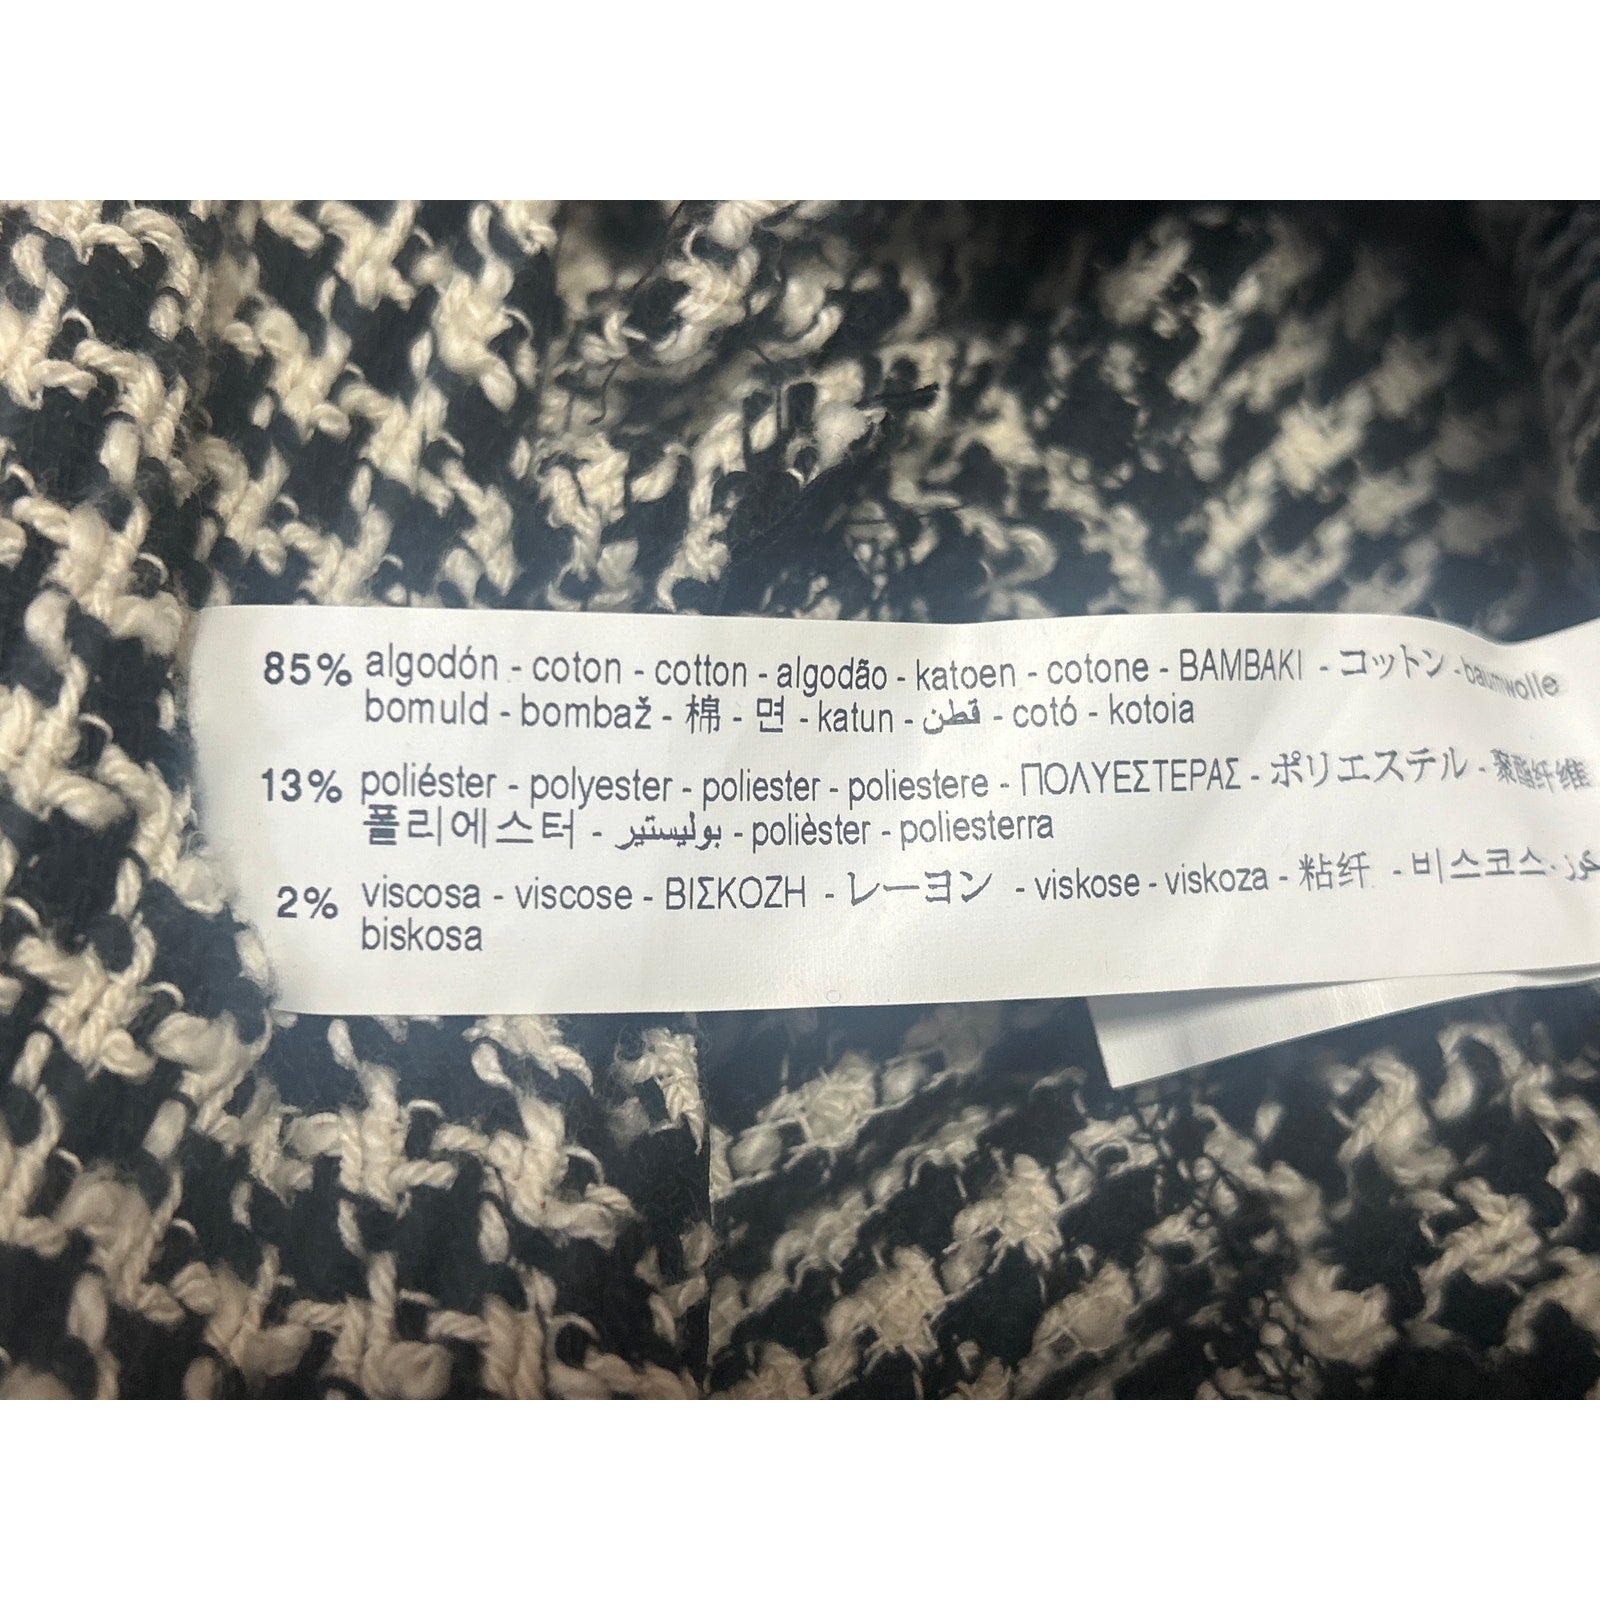 85% algodón - coton - cotton - algodão - katoen - cotone - BAMBAKI - コットン - baumwolle
bomuld - bombaž - 棉 - 면 - katun - قطن - cotó - kotoia
13% poliéster - polyester - poliester - poliestere - ΠΟΛΥΕΣΤΕΡΑΣ - ポリエステル - 聚酯纤维
폴리에스터 - بوليستير - polièster - poliesterra
2% viscosa - viscose - ΒΙΣΚΟΖΗ - レーヨン - viskose - viskoza - 粘纤 - 비스코스 -
biskosa